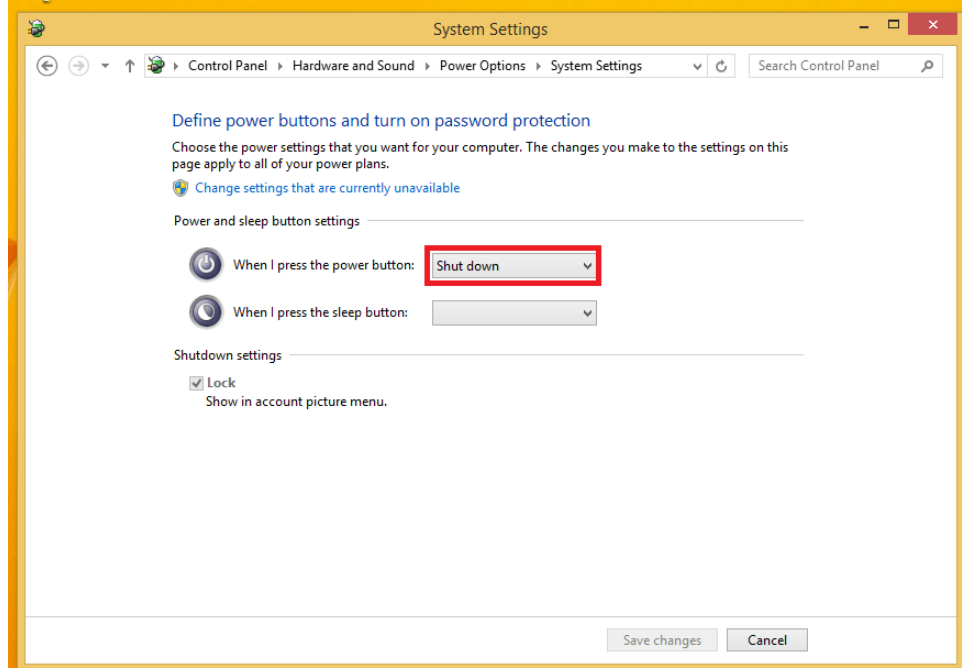 System Settings
Control Panel Hardware and Sound Power Options System Settings Search Control Panel
Define power buttons and turn on password protection
Choose the power settings that you want for your computer. The changes you make to the settings on this
page apply to all of your power plans.
Change settings that are currently unavailable
Power and sleep button settings
When I press the power button: Shut down
When I press the sleep button:
Shutdown settings
Lock
Show in account picture menu.
Save changes Cancel